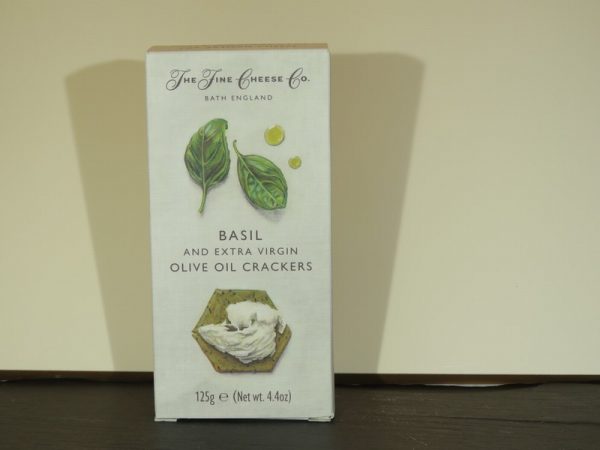 The Fine Cheese Co.
BATH ENGLAND
BASIL
AND EXTRA VIRGIN
OLIVE OIL CRACKERS
125g ℮ (Net wt. 4.4oz)